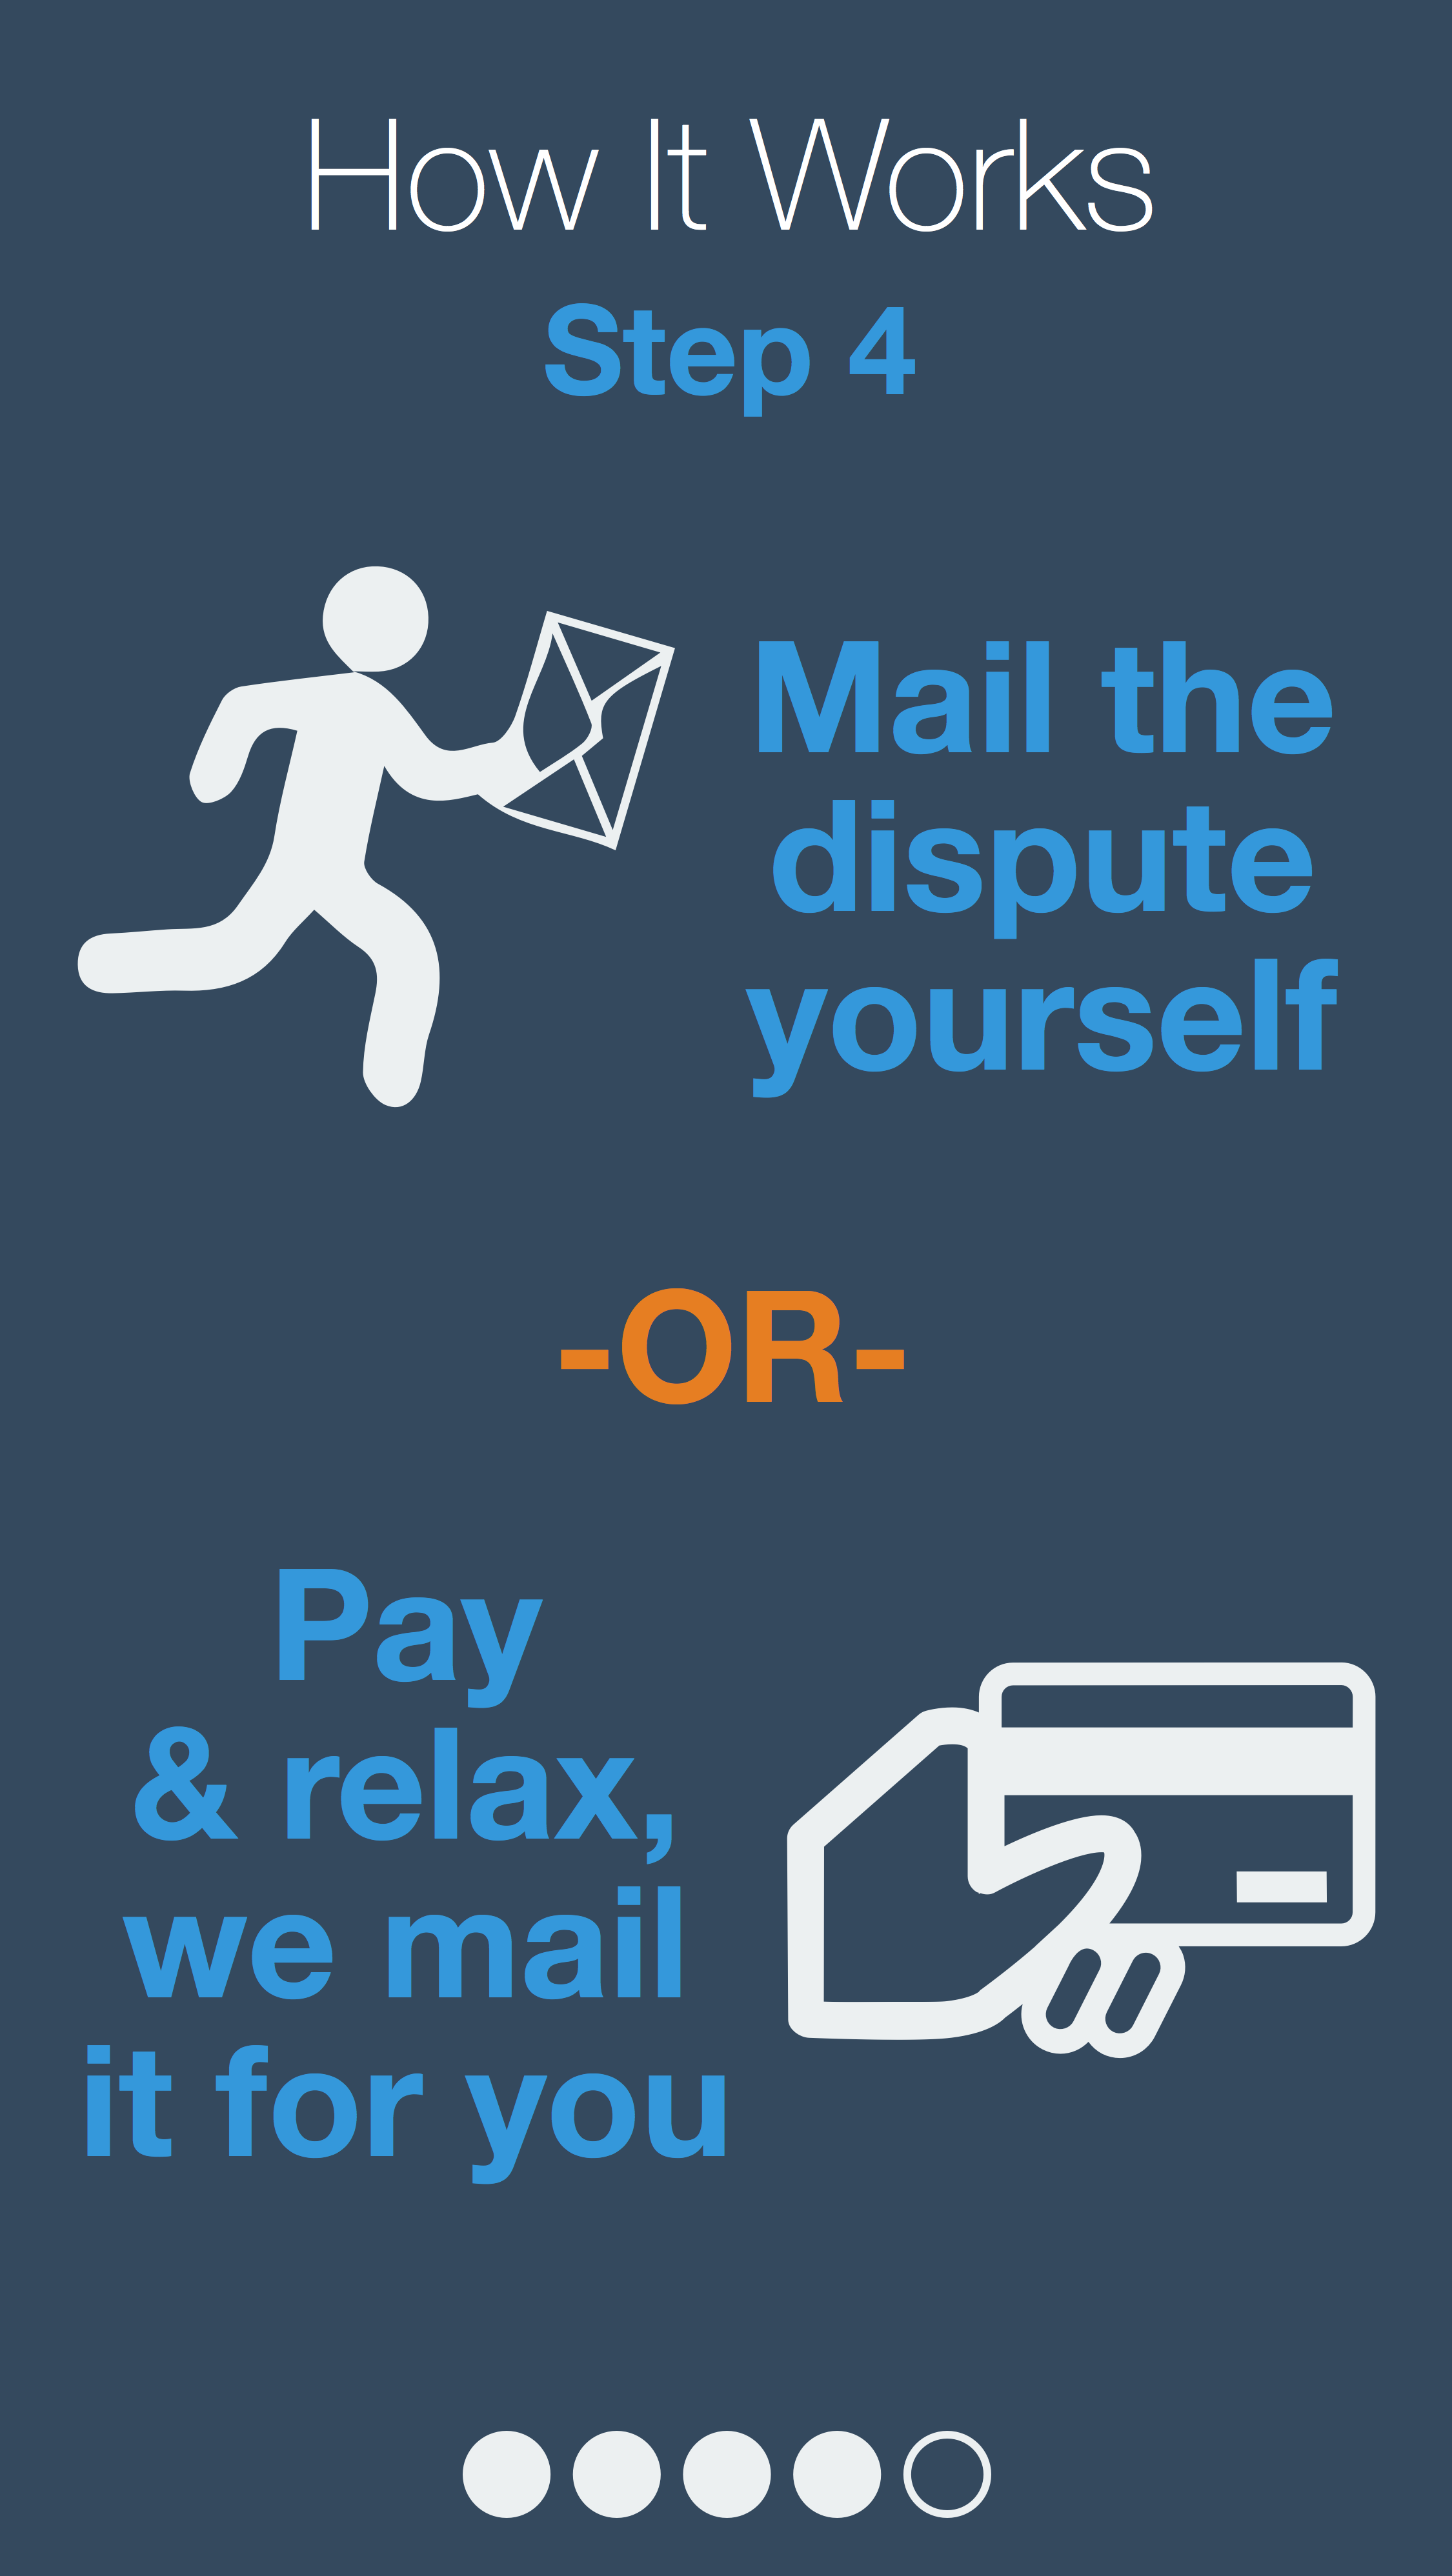 How It Works
Step 4
Mail the
dispute
yourself
-OR-
Pay
& relax,
we mail
it for you